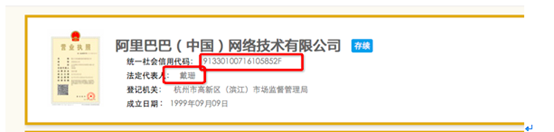 营业执照
阿里巴巴（中国）网络技术有限公司 存续
统一社会信用代码：91330100716105852F
法定代表人：戴珊
登记机关：杭州市高新区（滨江）市场监督管理局
成立日期：1999年09月09日